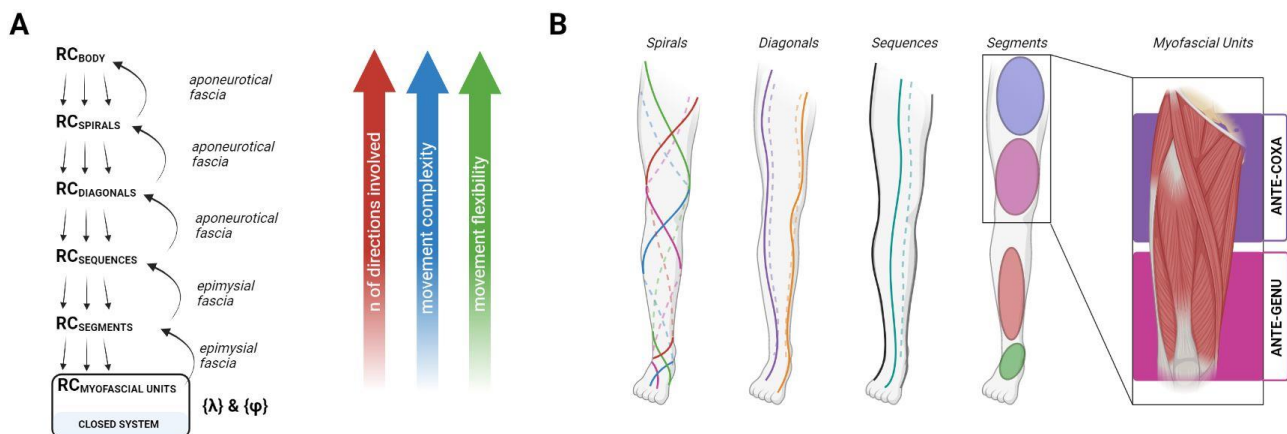 A
RCBODY
aponeurotical
fascia
RCSPIRALS
aponeurotical
fascia
RCDIAGONALS
aponeurotical
fascia
RCSEQUENCES
epimysial
fascia
RCSEGMENTS
epimysial
fascia
RCMYOFASCIAL UNITS
{λ} & {φ}
CLOSED SYSTEM
n of directions involved
movement complexity
movement flexibility
B
Spirals
Diagonals
Sequences
Segments
Myofascial Units
ANTE-COXA
ANTE-GENU